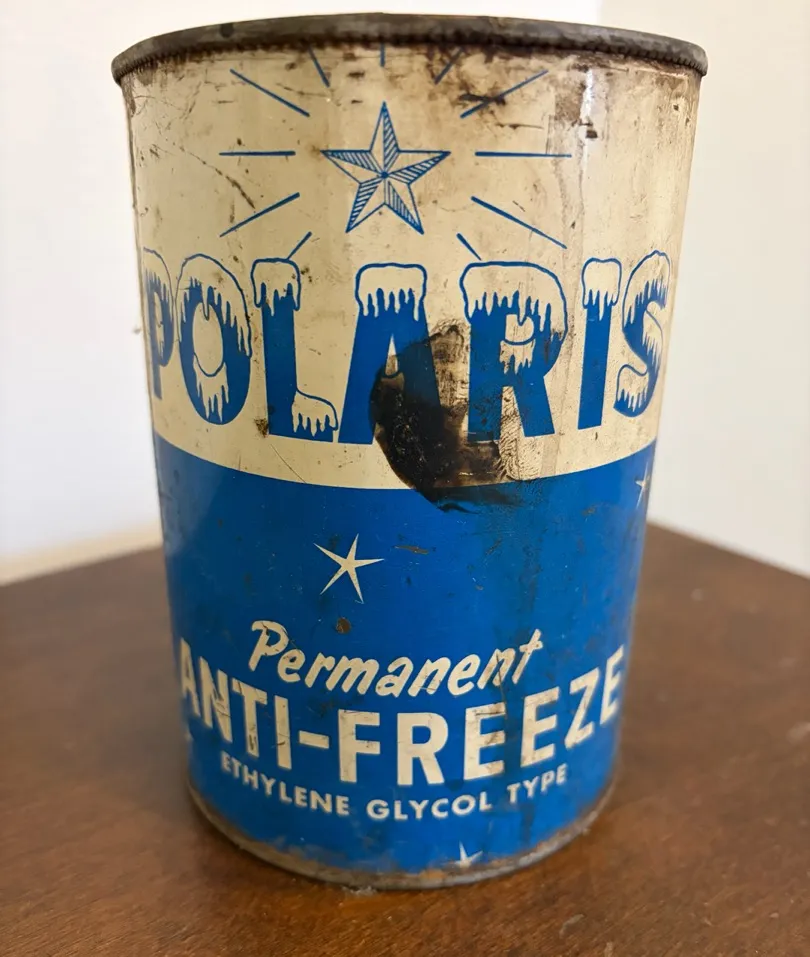 POLARIS
Permanent
ANTI-FREEZE
ETHYLENE GLYCOL TYPE